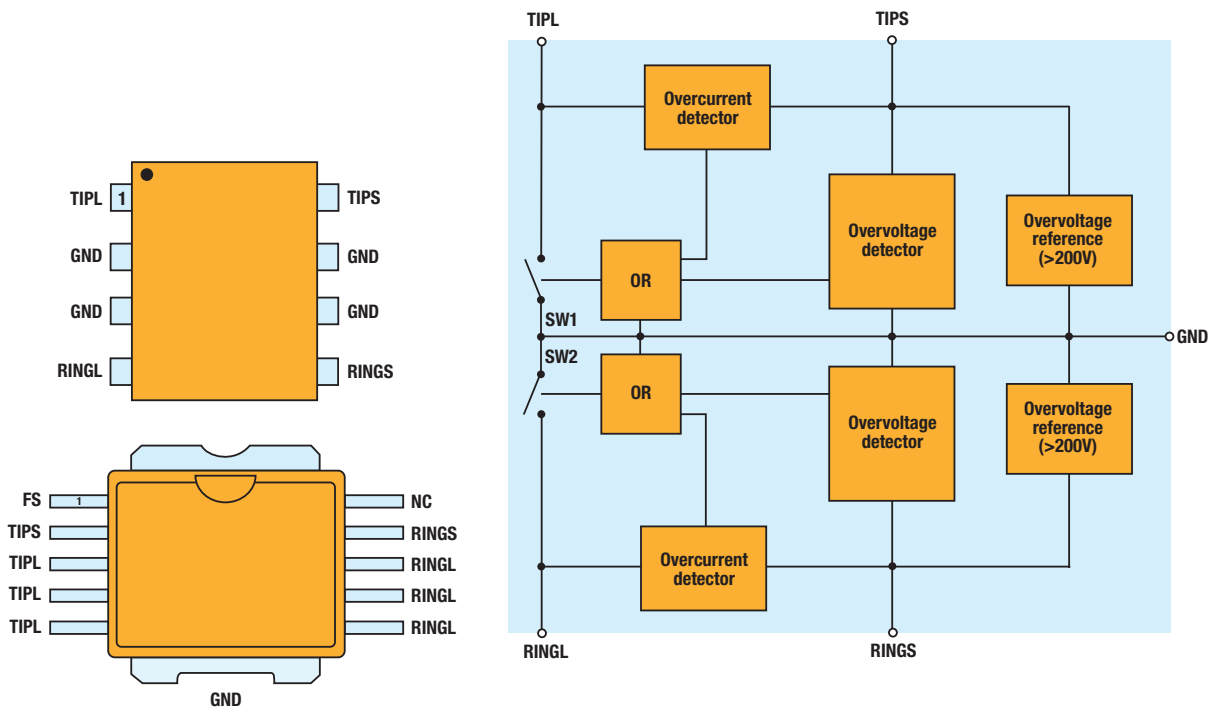 TIPL 1 TIPS
GND GND
GND GND
RINGL RINGS
FS 1 NC
TIPS RINGS
TIPL RINGL
TIPL RINGL
TIPL RINGL
GND
TIPL TIPS
Overcurrent
detector
Overvoltage
detector
Overvoltage
reference
(>200V)
OR
SW1
GND
SW2
OR
Overvoltage
detector
Overvoltage
reference
(>200V)
Overcurrent
detector
RINGL RINGS